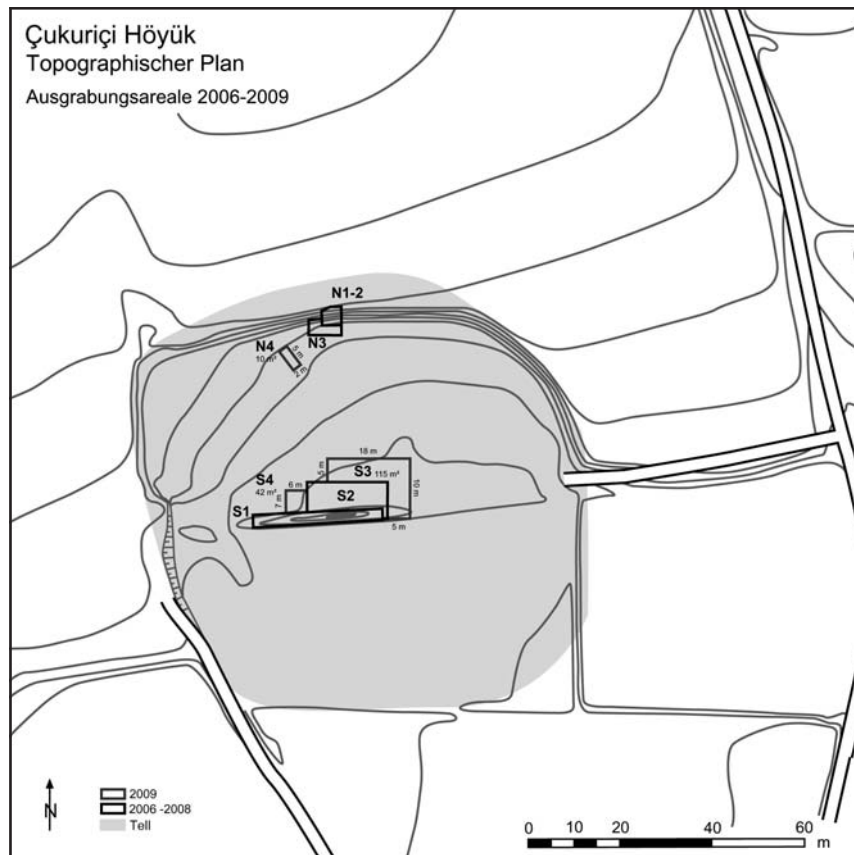 Çukuriçi Höyük
Topographischer Plan
Ausgrabungsareale 2006-2009
N1-2
N3
N4
10 m²
5 m
2 m
18 m
5 m
S3 115 m²
S4
42 m²
6 m
7 m
S2
10 m
S1
5 m
N
2009
2006 -2008
Tell
0 10 20 40 60
m